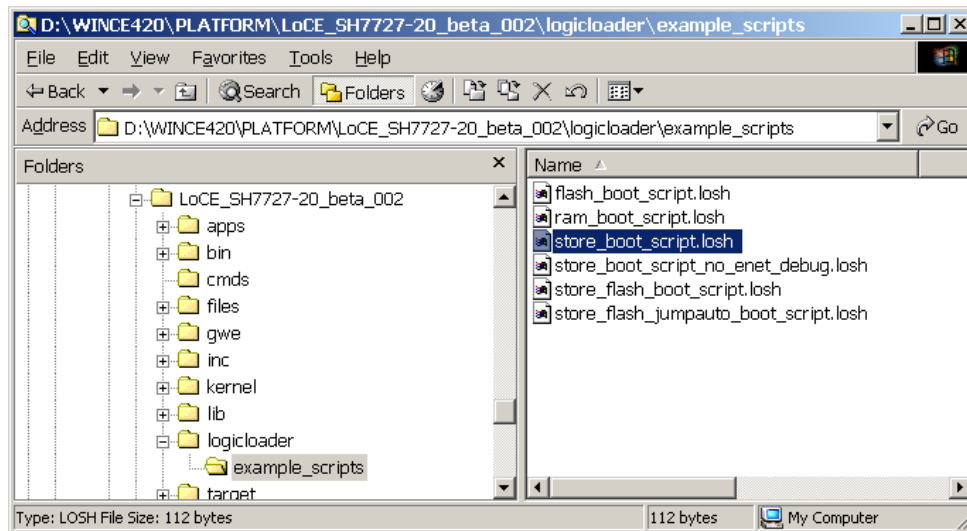 D:\WINCE420\PLATFORM\LoCE_SH7727-20_beta_002\logicloader\example_scripts
File Edit View Favorites Tools Help
Back Search Folders
Address D:\WINCE420\PLATFORM\LoCE_SH7727-20_beta_002\logicloader\example_scripts Go
Folders
LoCE_SH7727-20_beta_002
apps
bin
cmds
files
gwe
inc
kernel
lib
logicloader
example_scripts
target
Name
flash_boot_script.losh
ram_boot_script.losh
store_boot_script.losh
store_boot_script_no_enet_debug.losh
store_flash_boot_script.losh
store_flash_jumpauto_boot_script.losh
Type: LOSH File Size: 112 bytes 112 bytes My Computer